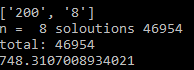 ['200', '8']
n =  8 soloutions 46954
total: 46954
748.3107008934021